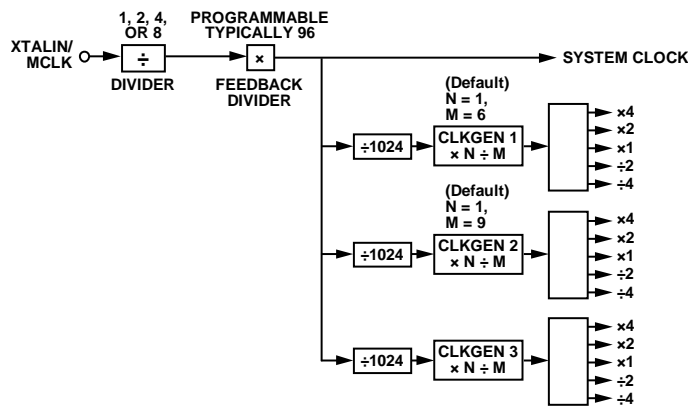 1, 2, 4,
OR 8
PROGRAMMABLE
TYPICALLY 96
XTALIN/
MCLK
÷
×
SYSTEM CLOCK
DIVIDER
FEEDBACK
DIVIDER
(Default)
N = 1,
M = 6
÷1024
CLKGEN 1
× N ÷ M
×4
×2
×1
÷2
÷4
(Default)
N = 1,
M = 9
÷1024
CLKGEN 2
× N ÷ M
×4
×2
×1
÷2
÷4
÷1024
CLKGEN 3
× N ÷ M
×4
×2
×1
÷2
÷4